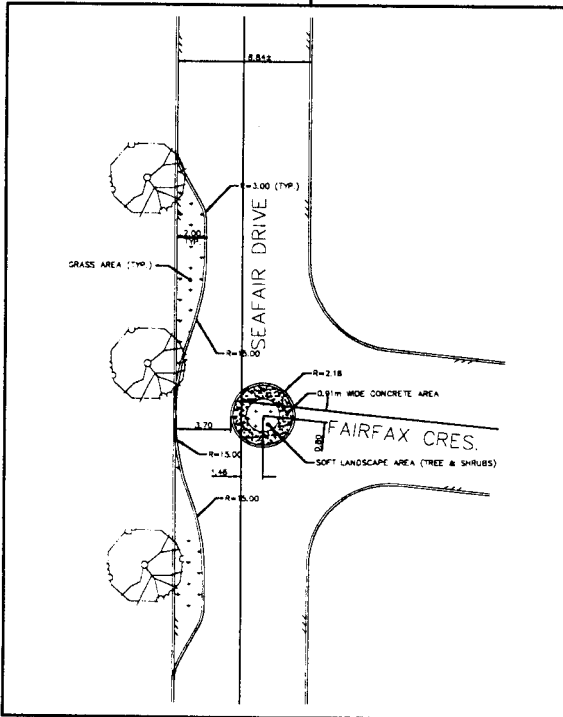 8.84±
R=3.00 (TYP.)
2.00
TYP.
SEAFAIR DRIVE
GRASS AREA (TYP.)
R=15.00
R=2.18
0.91m WIDE CONCRETE AREA
3.70
FAIRFAX CRES.
0.80
R=15.00
SOFT LANDSCAPE AREA (TREE & SHRUBS)
1.46
R=15.00